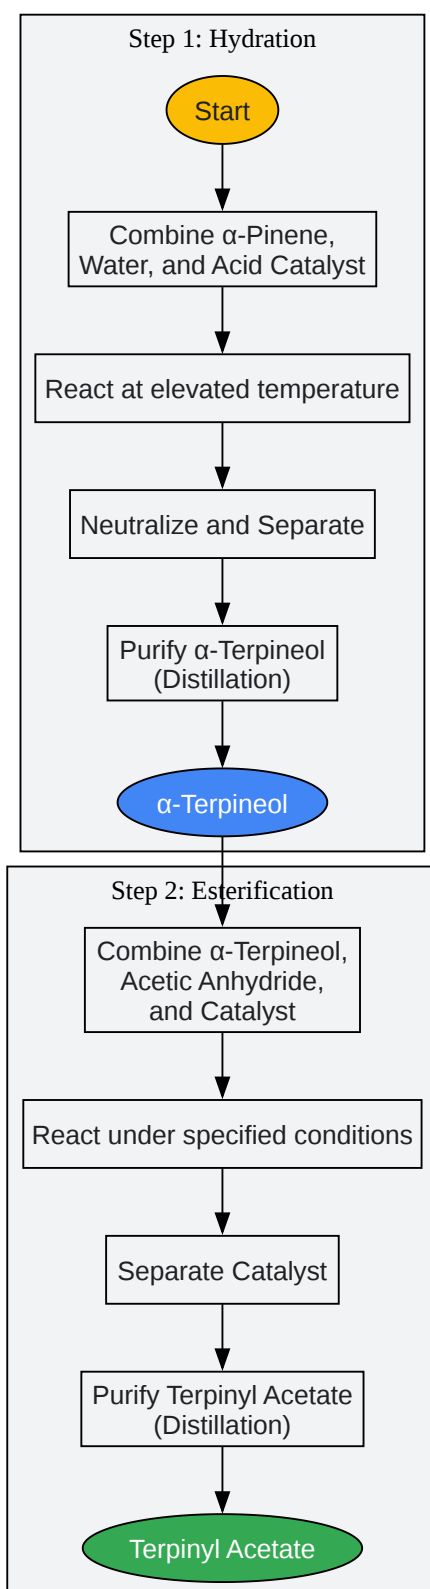 Step 1: Hydration
Start
Combine α-Pinene,
Water, and Acid Catalyst
React at elevated temperature
Neutralize and Separate
Purify α-Terpineol
(Distillation)
α-Terpineol
Step 2: Esterification
Combine α-Terpineol,
Acetic Anhydride,
and Catalyst
React under specified conditions
Separate Catalyst
Purify Terpinyl Acetate
(Distillation)
Terpinyl Acetate